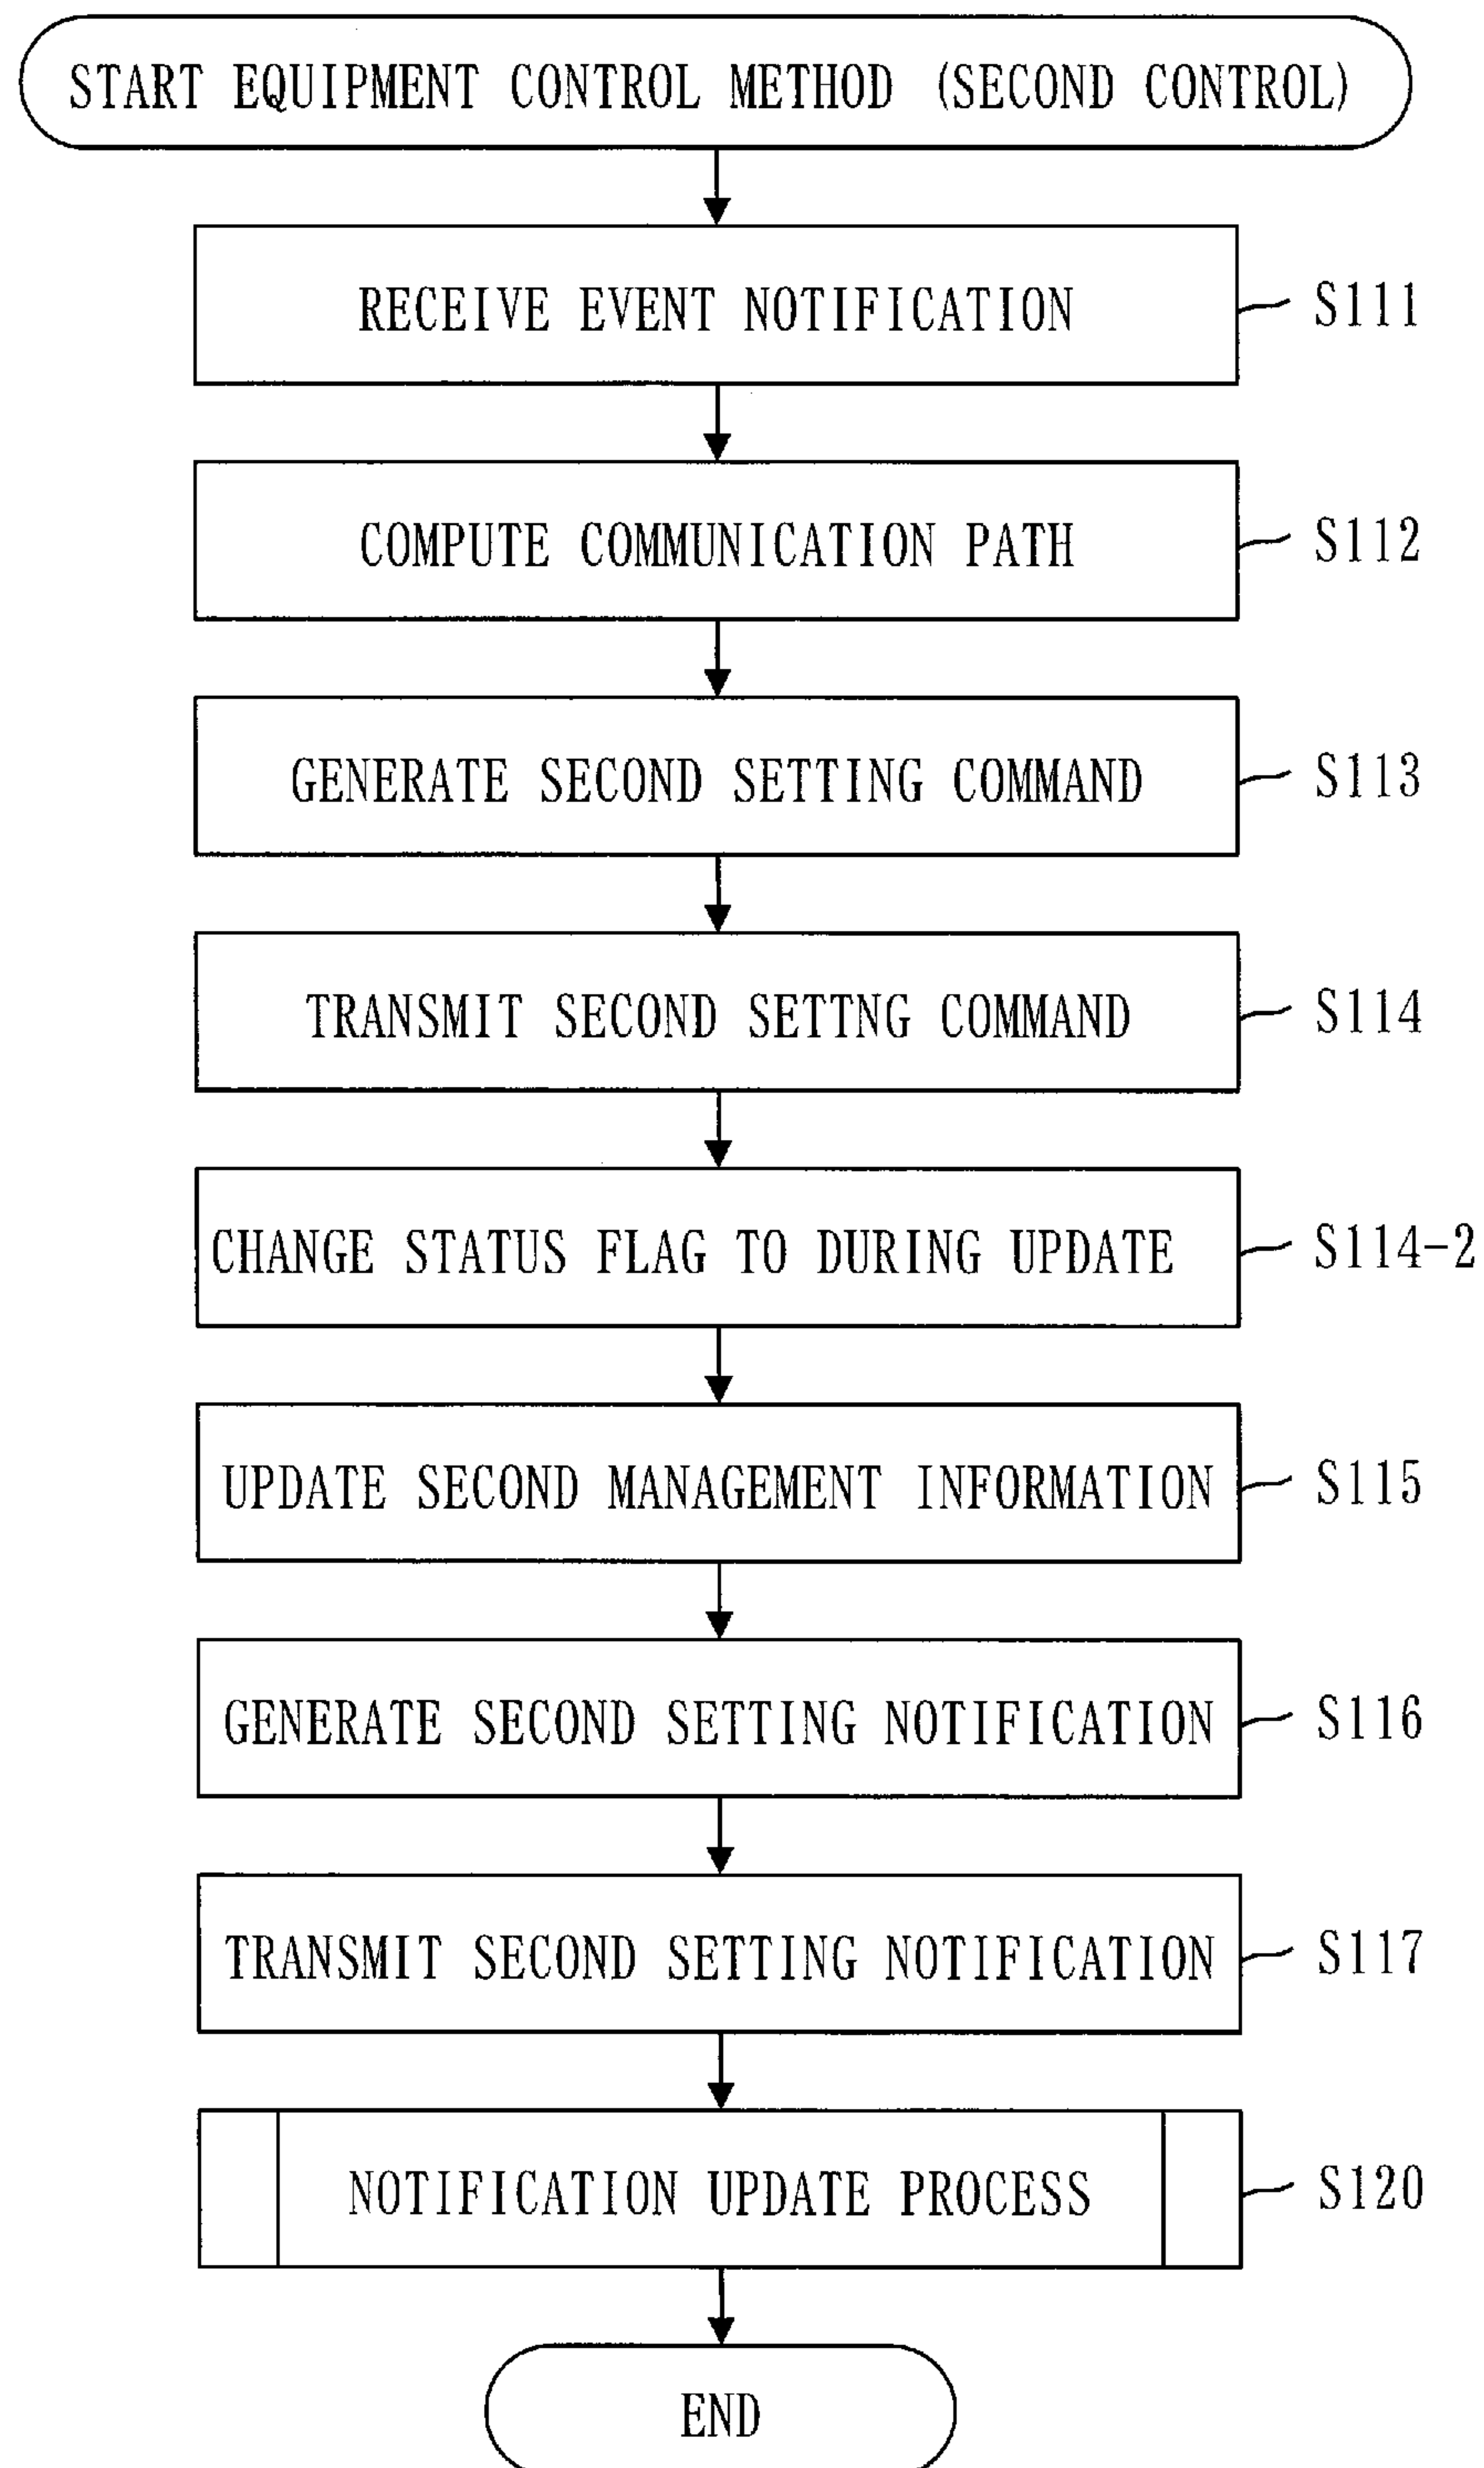 START EQUIPMENT CONTROL METHOD (SECOND CONTROL)
RECEIVE EVENT NOTIFICATION
S111
COMPUTE COMMUNICATION PATH
S112
GENERATE SECOND SETTING COMMAND
S113
TRANSMIT SECOND SETTNG COMMAND
S114
CHANGE STATUS FLAG TO DURING UPDATE
S114-2
UPDATE SECOND MANAGEMENT INFORMATION
S115
GENERATE SECOND SETTING NOTIFICATION
S116
TRANSMIT SECOND SETTING NOTIFICATION
S117
NOTIFICATION UPDATE PROCESS
S120
END